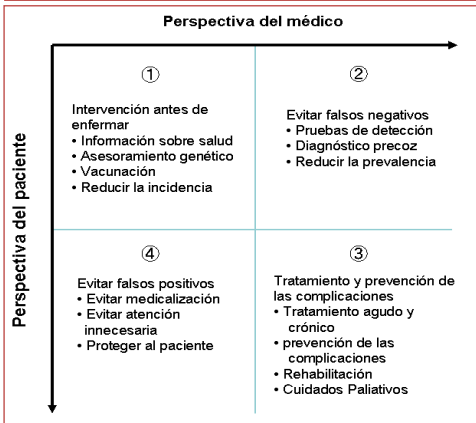 Perspectiva del médico
Perspectiva del paciente
①
Intervención antes de
enfermar
• Información sobre salud
• Asesoramiento genético
• Vacunación
• Reducir la incidencia
②
Evitar falsos negativos
• Pruebas de detección
• Diagnóstico precoz
• Reducir la prevalencia
④
Evitar falsos positivos
• Evitar medicalización
• Evitar atención
innecesaria
• Proteger al paciente
③
Tratamiento y prevención de
las complicaciones
• Tratamiento agudo y
crónico
• prevención de las
complicaciones
• Rehabilitación
• Cuidados Paliativos